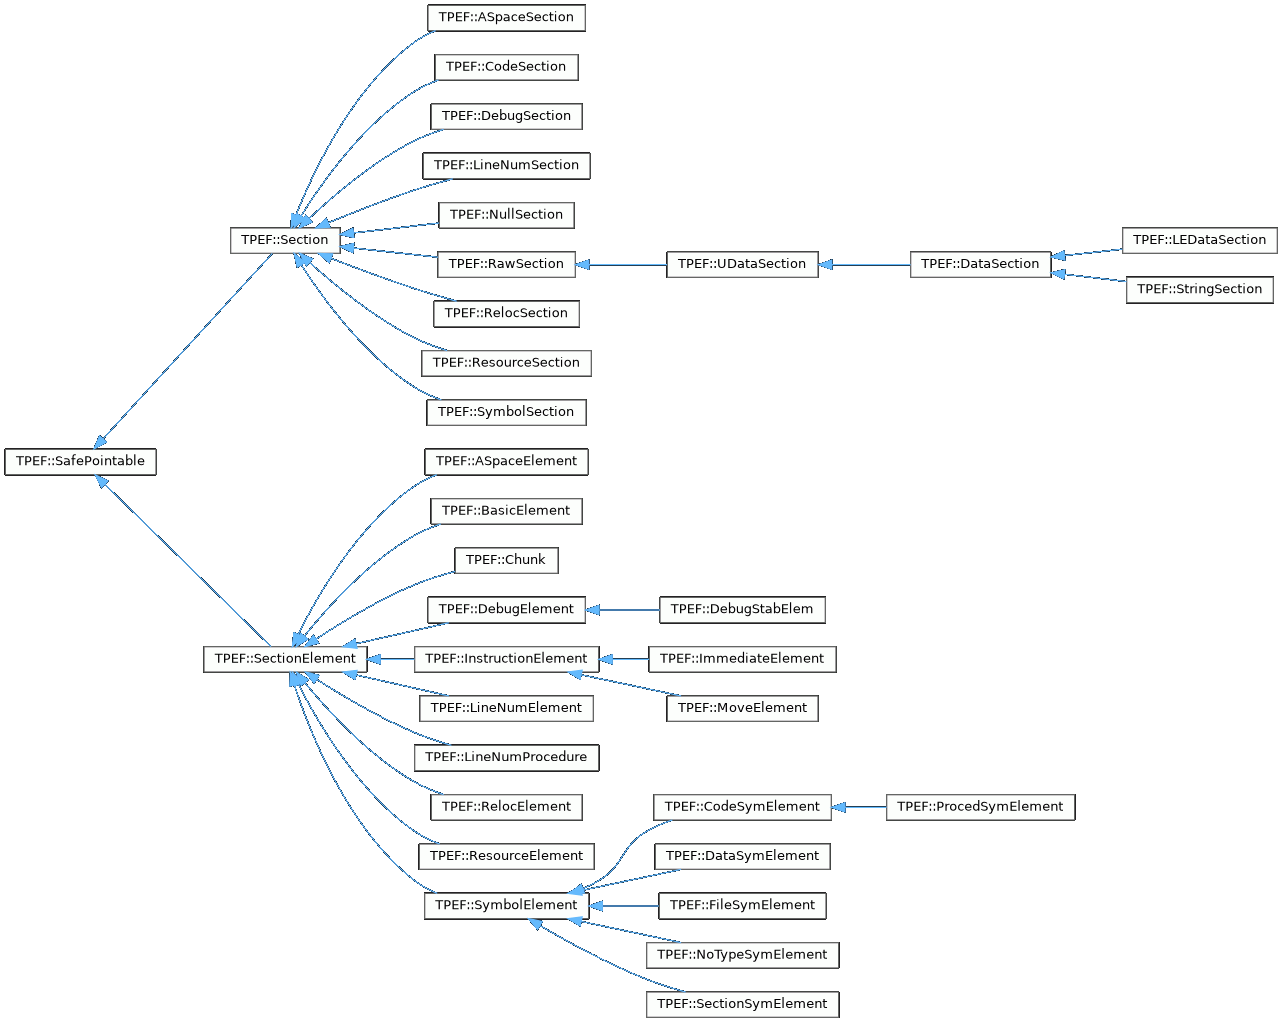 TPEF::ASpaceSection
TPEF::CodeSection
TPEF::DebugSection
TPEF::LineNumSection
TPEF::NullSection
TPEF::Section
TPEF::LEDataSection
TPEF::RawSection
TPEF::UDataSection
TPEF::DataSection
TPEF::StringSection
TPEF::RelocSection
TPEF::ResourceSection
TPEF::SymbolSection
TPEF::SafePointable
TPEF::ASpaceElement
TPEF::BasicElement
TPEF::Chunk
TPEF::DebugElement
TPEF::DebugStabElem
TPEF::SectionElement
TPEF::InstructionElement
TPEF::ImmediateElement
TPEF::LineNumElement
TPEF::MoveElement
TPEF::LineNumProcedure
TPEF::RelocElement
TPEF::CodeSymElement
TPEF::ProcedSymElement
TPEF::ResourceElement
TPEF::DataSymElement
TPEF::SymbolElement
TPEF::FileSymElement
TPEF::NoTypeSymElement
TPEF::SectionSymElement